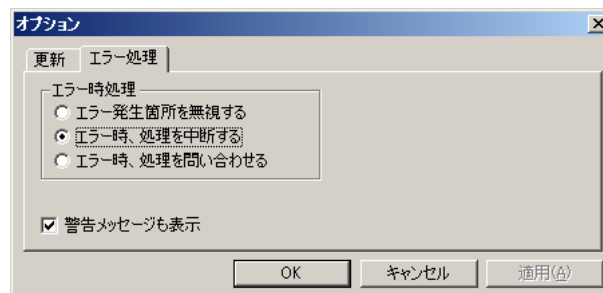 オプション
更新 エラー処理
エラー時処理
エラー発生箇所を無視する
エラー時、処理を中断する
エラー時、処理を問い合わせる
警告メッセージも表示
OK キャンセル 適用(A)